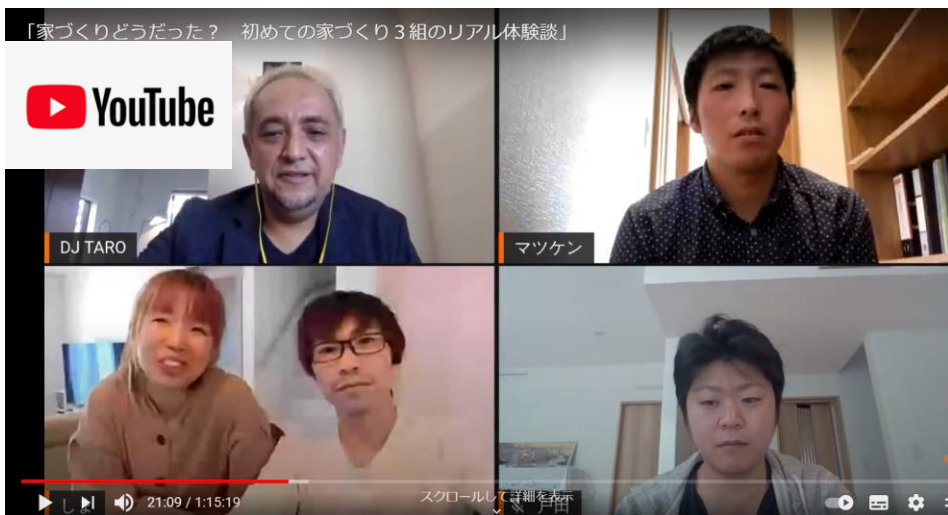 「家づくりどうだった？　初めての家づくり３組のリアル体験談」
YouTube
DJ TARO
マツケン
21:09 / 1:15:19
スクロールして詳細を表示
戸田